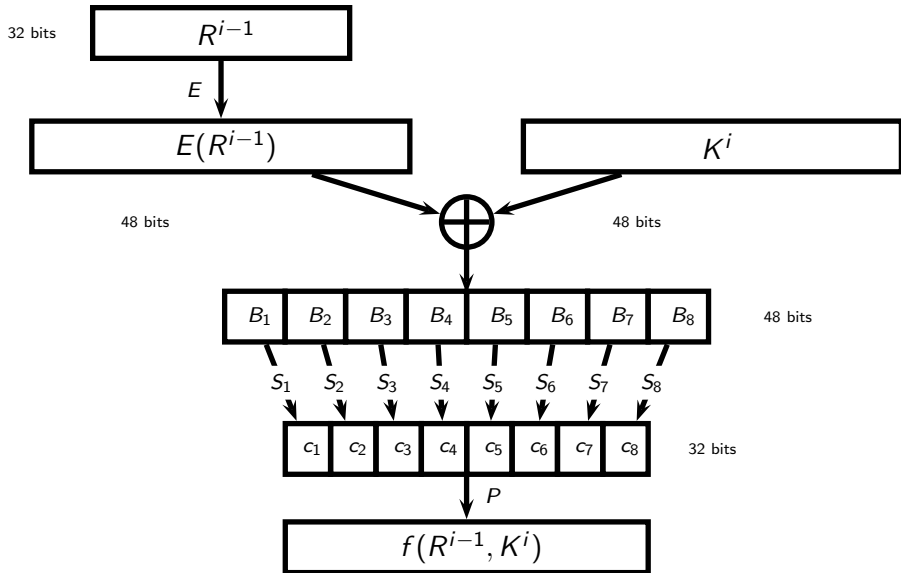 32 bits R^{i−1}
E
E(R^{i−1}) K^i
48 bits 48 bits
B_1 B_2 B_3 B_4 B_5 B_6 B_7 B_8 48 bits
S_1 S_2 S_3 S_4 S_5 S_6 S_7 S_8
c_1 c_2 c_3 c_4 c_5 c_6 c_7 c_8 32 bits
P
f(R^{i−1}, K^i)